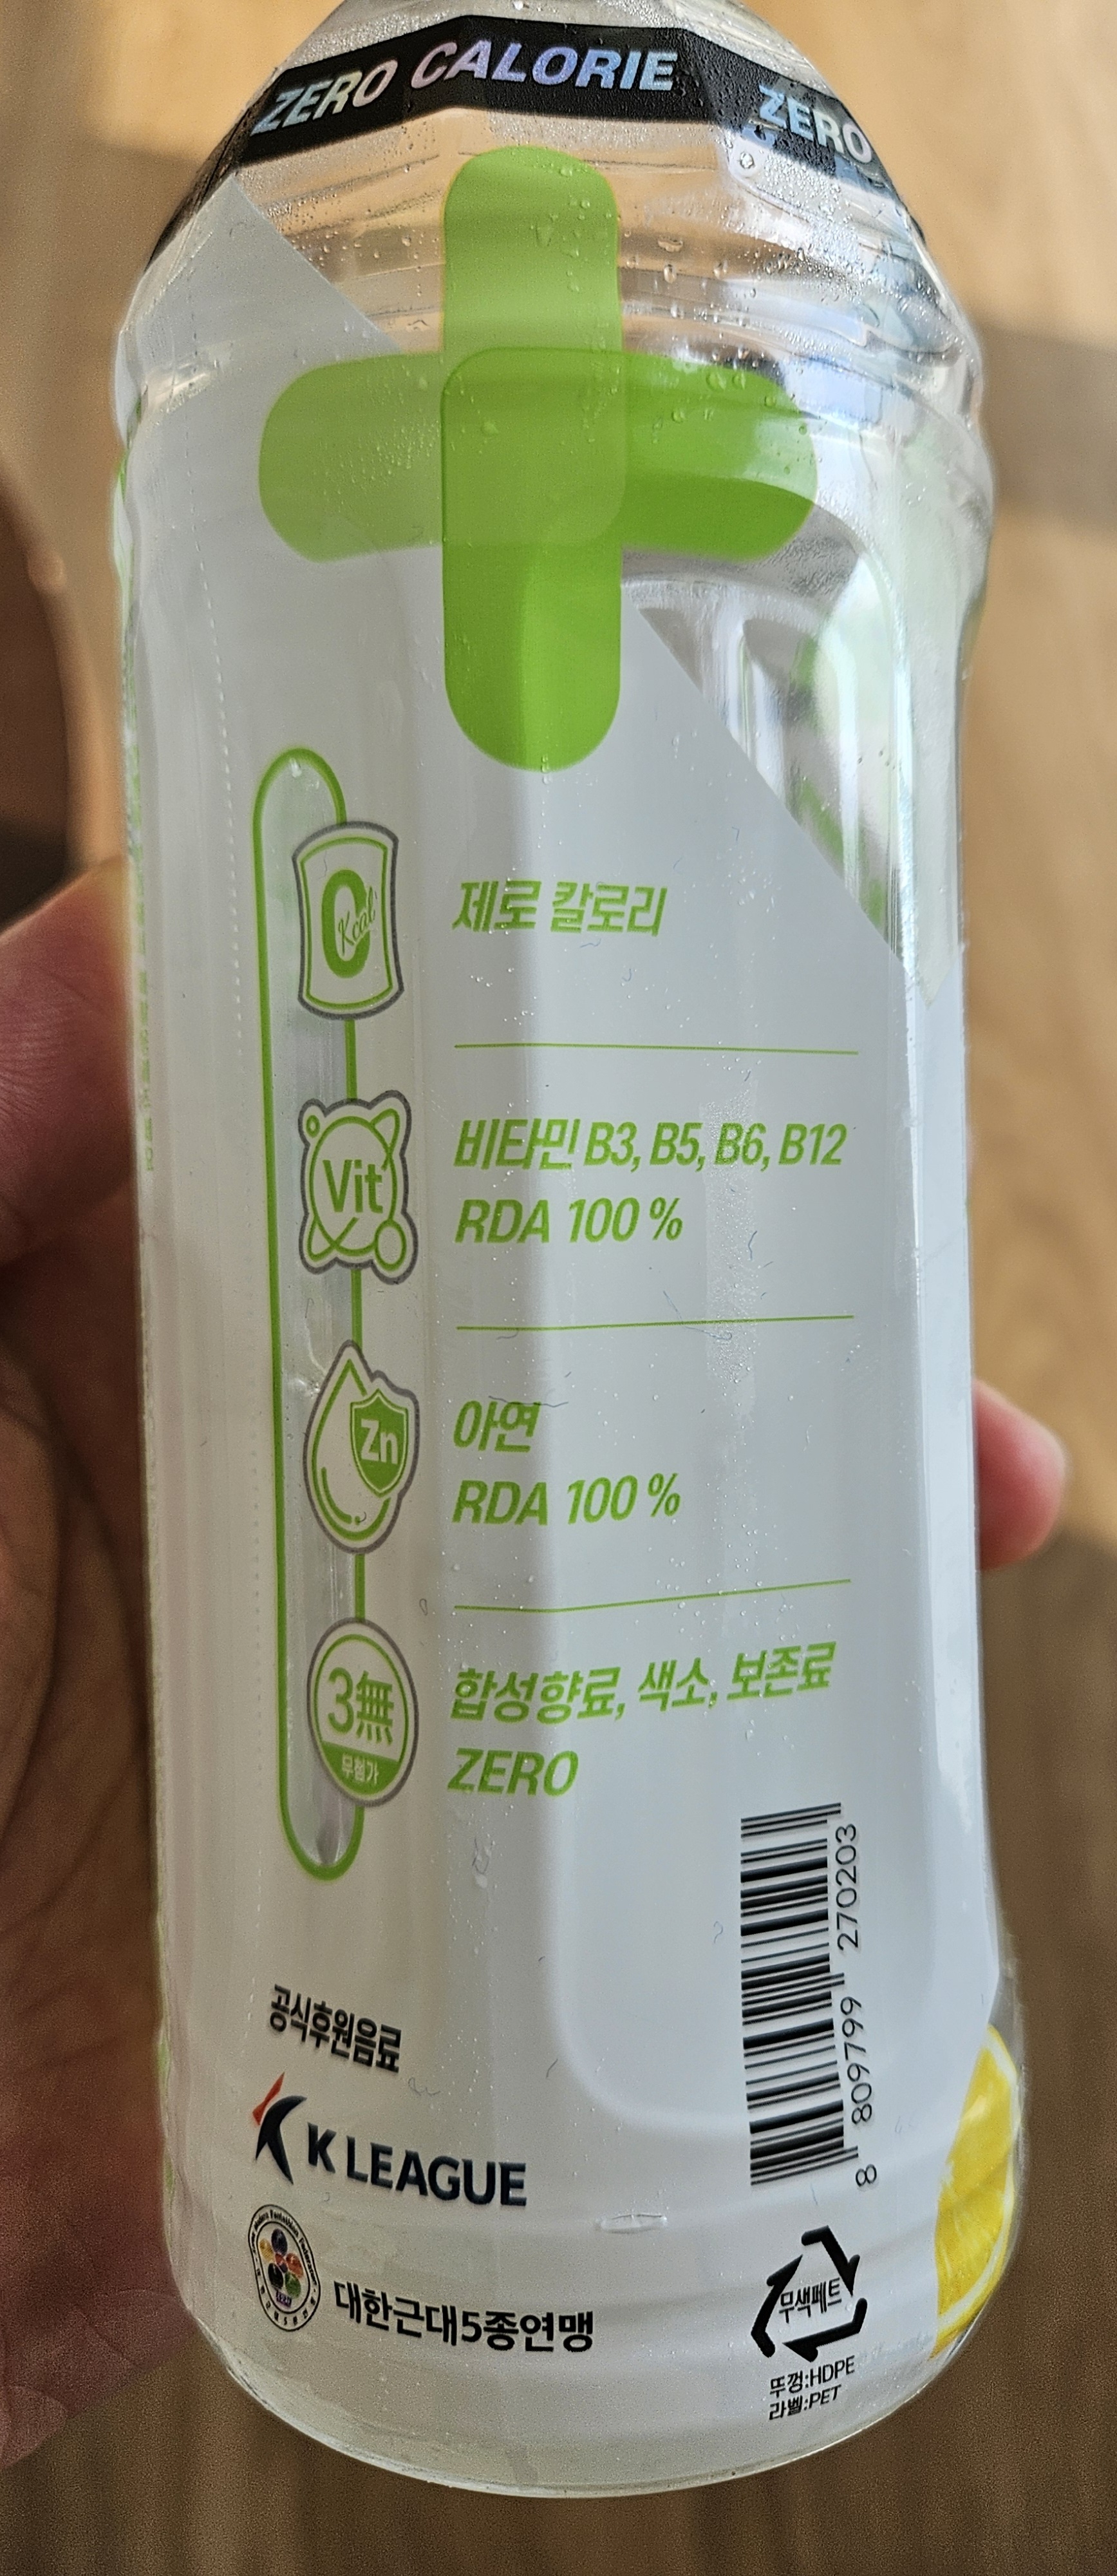 ZERO CALORIE
ZERO
0
Kcal
제로 칼로리
Vit
비타민 B3, B5, B6, B12
RDA 100 %
Zn
아연
RDA 100 %
3無
무첨가
합성향료, 색소, 보존료
ZERO
8 809799 270203
공식후원음료
K LEAGUE
대한근대5종연맹
무색페트
뚜껑:HDPE
라벨:PET